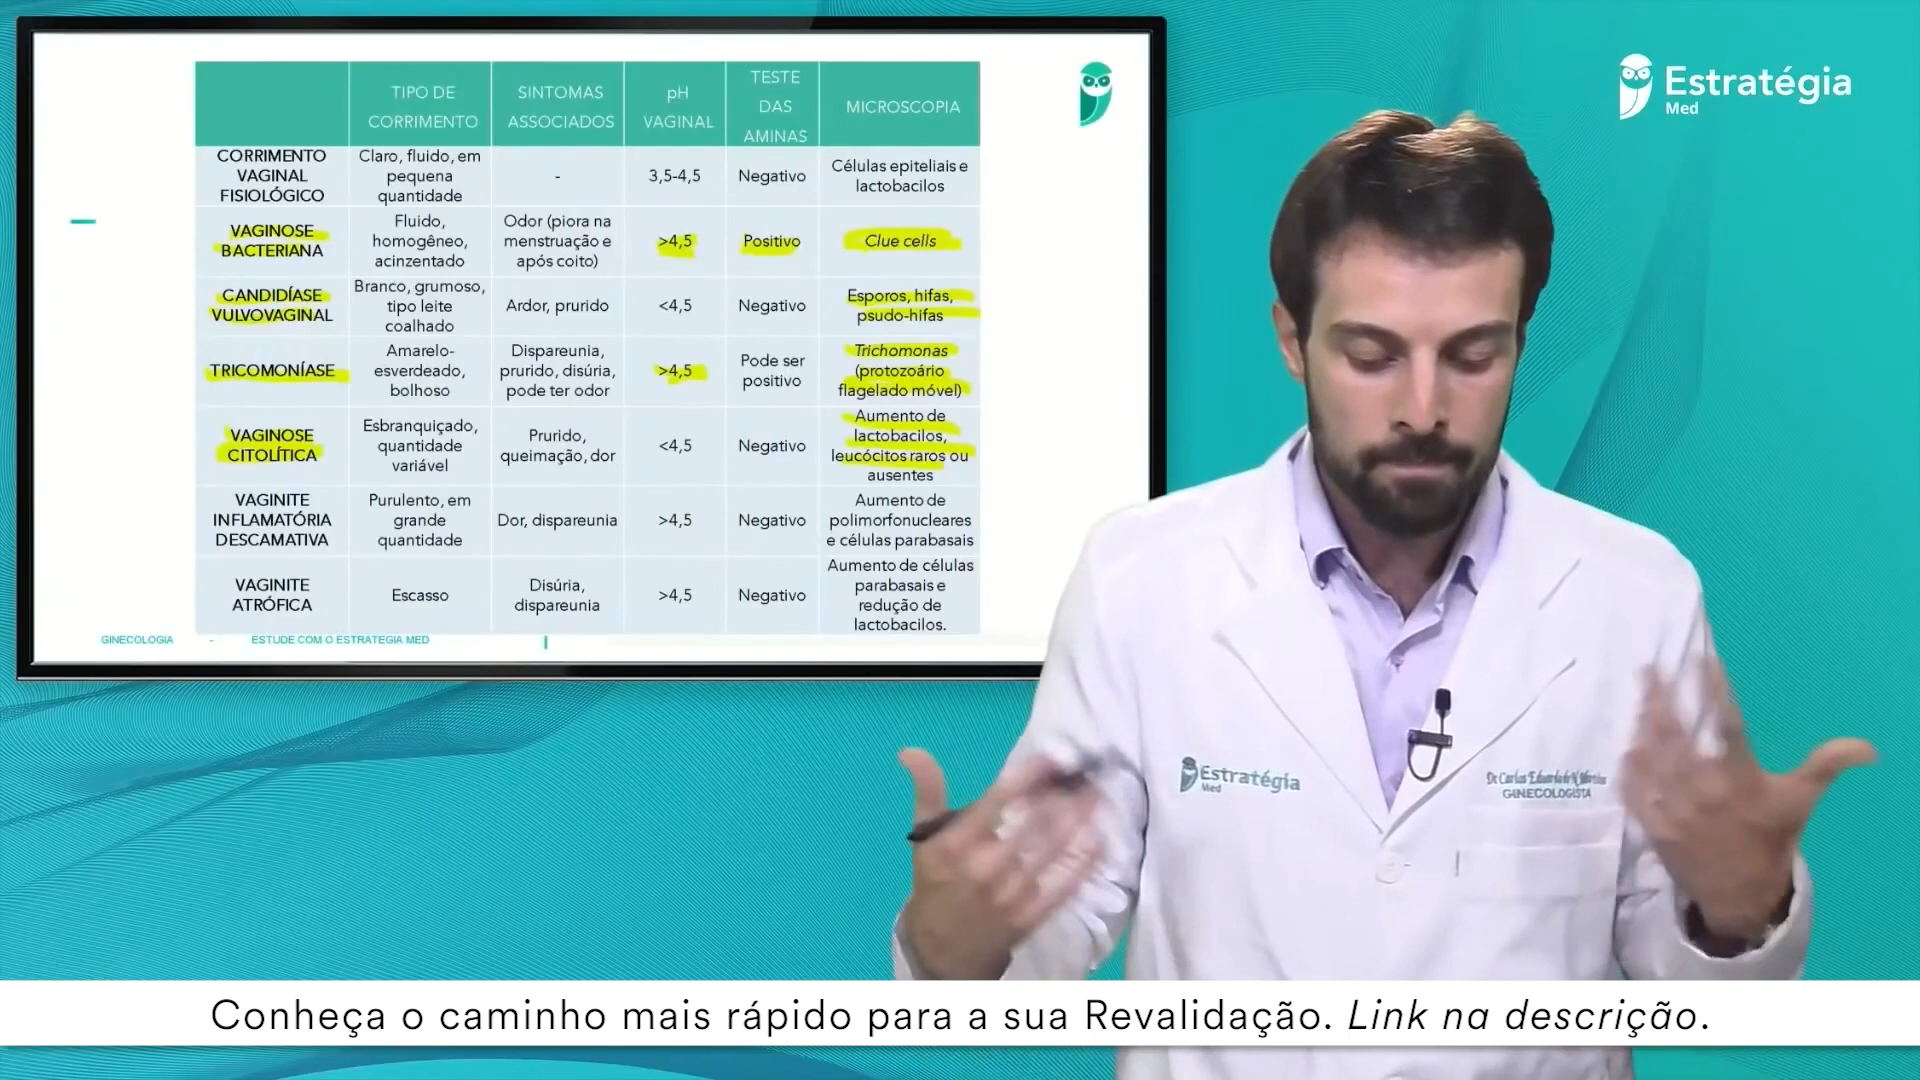 TIPO DE
CORRIMENTO
SINTOMAS
ASSOCIADOS
pH
VAGINAL
TESTE
DAS
AMINAS
MICROSCOPIA
CORRIMENTO
VAGINAL
FISIOLÓGICO
Claro, fluido, em
pequena
quantidade
-
3,5-4,5
Negativo
Células epiteliais e
lactobacilos
VAGINOSE
BACTERIANA
Fluido,
homogêneo,
acinzentado
Odor (piora na
menstruação e
após coito)
>4,5
Positivo
Clue cells
CANDIDÍASE
VULVOVAGINAL
Branco, grumoso,
tipo leite
coalhado
Ardor, prurido
<4,5
Negativo
Esporos, hifas,
psudo-hifas
TRICOMONÍASE
Amarelo-
esverdeado,
bolhoso
Dispareunia,
prurido, disúria,
pode ter odor
>4,5
Pode ser
positivo
Trichomonas
(protozoário
flagelado móvel)
VAGINOSE
CITOLÍTICA
Esbranquiçado,
quantidade
variável
Prurido,
queimação, dor
<4,5
Negativo
Aumento de
lactobacilos,
leucócitos raros ou
ausentes
VAGINITE
INFLAMATÓRIA
DESCAMATIVA
Purulento, em
grande
quantidade
Dor, dispareunia
>4,5
Negativo
Aumento de
polimorfonucleares
e células parabasais
VAGINITE
ATRÓFICA
Escasso
Disúria,
dispareunia
>4,5
Negativo
Aumento de células
parabasais e
redução de
lactobacilos.
GINECOLOGIA - ESTUDE COM O ESTRATEGIA MED
Estratégia
Med
Estratégia
Med
Dr. Carlos Eduardo
GINECOLOGISTA
Conheça o caminho mais rápido para a sua Revalidação. Link na descrição.